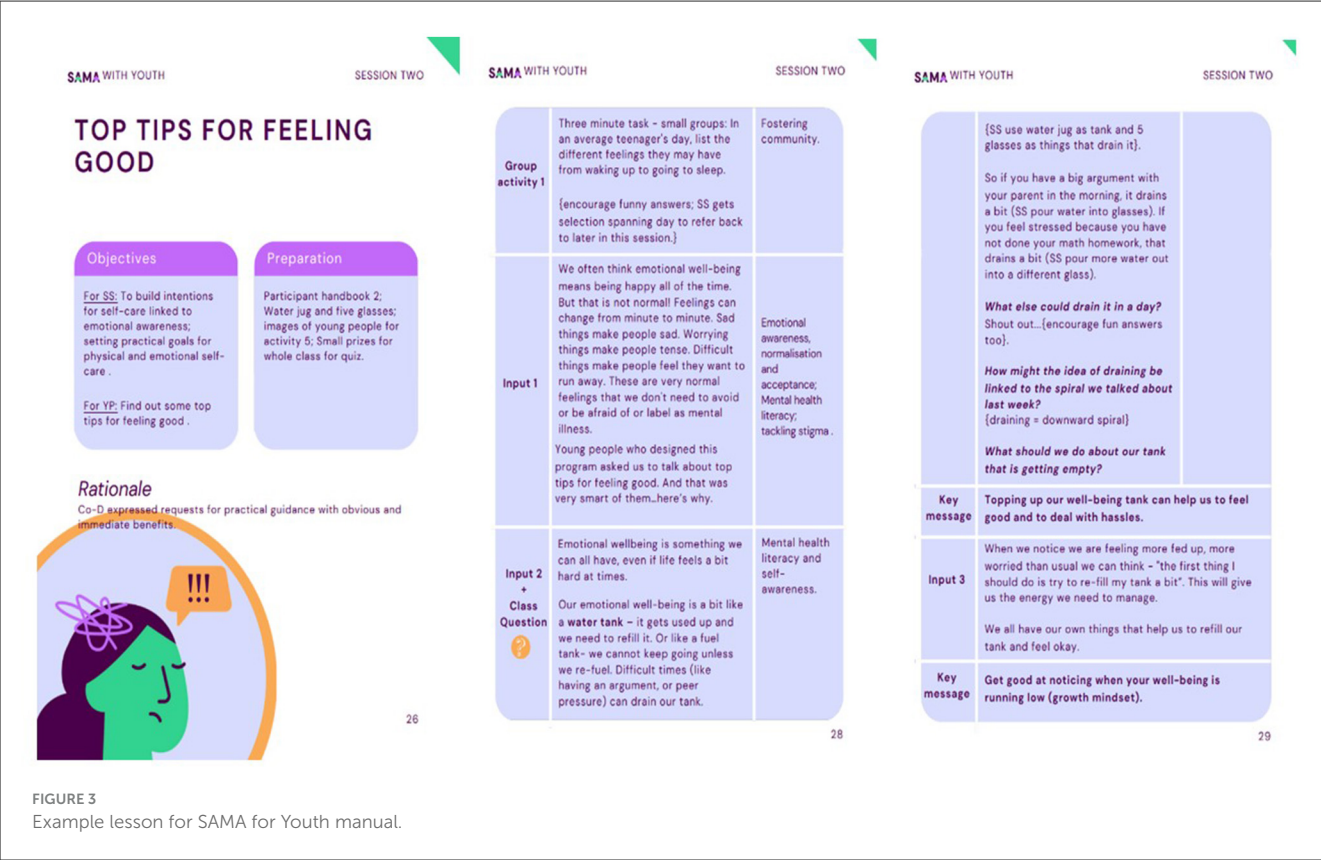 SAMA WITH YOUTH
SESSION TWO
TOP TIPS FOR FEELING
GOOD
Objectives
For SS: To build intentions
for self-care linked to
emotional awareness;
setting practical goals for
physical and emotional self-
care .
For YP: Find out some top
tips for feeling good .
Preparation
Participant handbook 2;
Water jug and five glasses;
images of young people for
activity 5; Small prizes for
whole class for quiz.
Rationale
Co-D expressed requests for practical guidance with obvious and
immediate benefits.
!!!
26
SAMA WITH YOUTH
SESSION TWO
Group
activity 1
Three minute task - small groups: In
an average teenager's day, list the
different feelings they may have
from waking up to going to sleep.
{encourage funny answers; SS gets
selection spanning day to refer back
to later in this session.}
Fostering
community.
Input 1
We often think emotional well-being
means being happy all of the time.
But that is not normal! Feelings can
change from minute to minute. Sad
things make people sad. Worrying
things make people tense. Difficult
things make people feel they want to
run away. These are very normal
feelings that we don't need to avoid
or be afraid of or label as mental
illness.
Young people who designed this
program asked us to talk about top
tips for feeling good. And that was
very smart of them...here's why.
Emotional
awareness,
normalisation
and
acceptance;
Mental health
literacy;
tackling stigma .
Input 2
+
Class
Question
?
Emotional wellbeing is something we
can all have, even if life feels a bit
hard at times.
Our emotional well-being is a bit like
a water tank – it gets used up and
we need to refill it. Or like a fuel
tank- we cannot keep going unless
we re-fuel. Difficult times (like
having an argument, or peer
pressure) can drain our tank.
Mental health
literacy and
self-
awareness.
28
SAMA WITH YOUTH
SESSION TWO
{SS use water jug as tank and 5
glasses as things that drain it}.
So if you have a big argument with
your parent in the morning, it drains
a bit (SS pour water into glasses). If
you feel stressed because you have
not done your math homework, that
drains a bit (SS pour more water out
into a different glass).
What else could drain it in a day?
Shout out...{encourage fun answers
too}.
How might the idea of draining be
linked to the spiral we talked about
last week?
{draining = downward spiral}
What should we do about our tank
that is getting empty?
Key
message
Topping up our well-being tank can help us to feel
good and to deal with hassles.
Input 3
When we notice we are feeling more fed up, more
worried than usual we can think - "the first thing I
should do is try to re-fill my tank a bit". This will give
us the energy we need to manage.
We all have our own things that help us to refill our
tank and feel okay.
Key
message
Get good at noticing when your well-being is
running low (growth mindset).
29
FIGURE 3
Example lesson for SAMA for Youth manual.